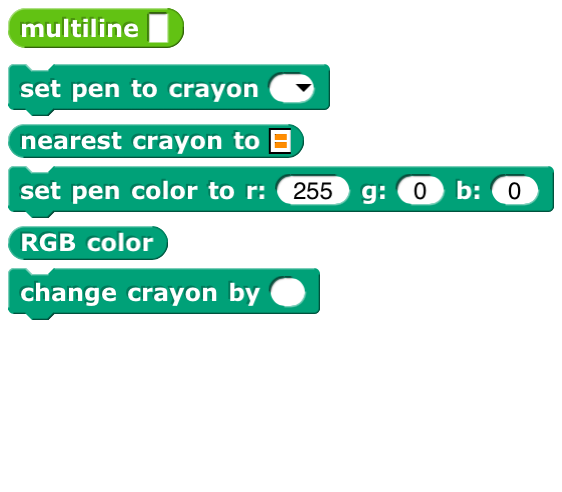 multiline
set pen to crayon
nearest crayon to
set pen color to r: 255 g: 0 b: 0
RGB color
change crayon by